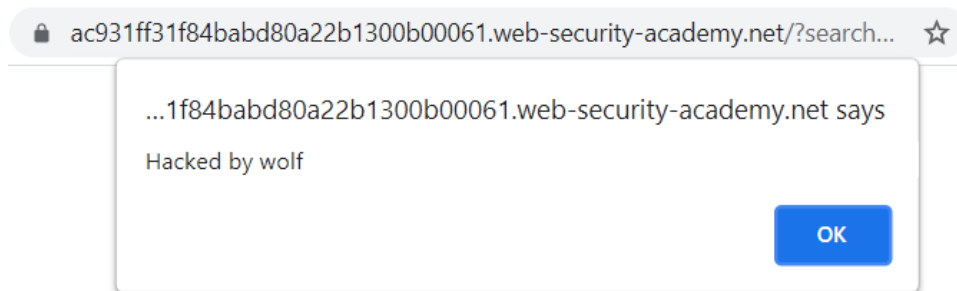 ac931ff31f84babd80a22b1300b00061.web-security-academy.net/?search...
...1f84babd80a22b1300b00061.web-security-academy.net says
Hacked by wolf
OK